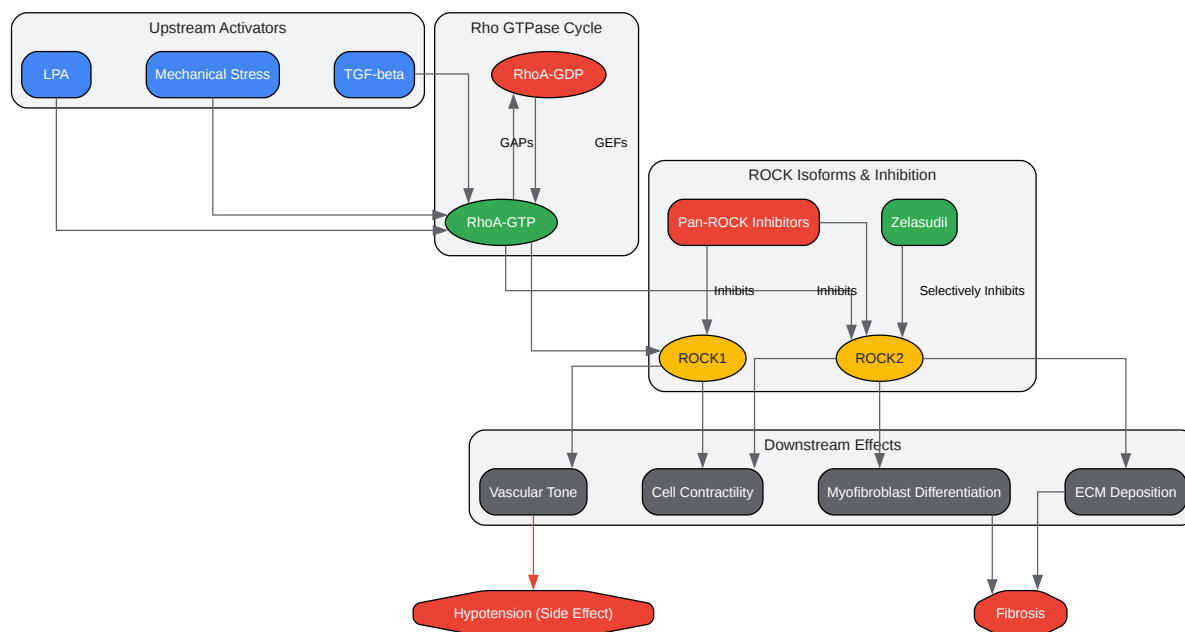 Upstream Activators
LPA
Mechanical Stress
TGF-beta
Rho GTPase Cycle
RhoA-GDP
GAPs
GEFs
RhoA-GTP
ROCK Isoforms & Inhibition
Pan-ROCK Inhibitors
Zelasudil
Inhibits
Inhibits
Selectively Inhibits
ROCK1
ROCK2
Downstream Effects
Vascular Tone
Cell Contractility
Myofibroblast Differentiation
ECM Deposition
Hypotension (Side Effect)
Fibrosis